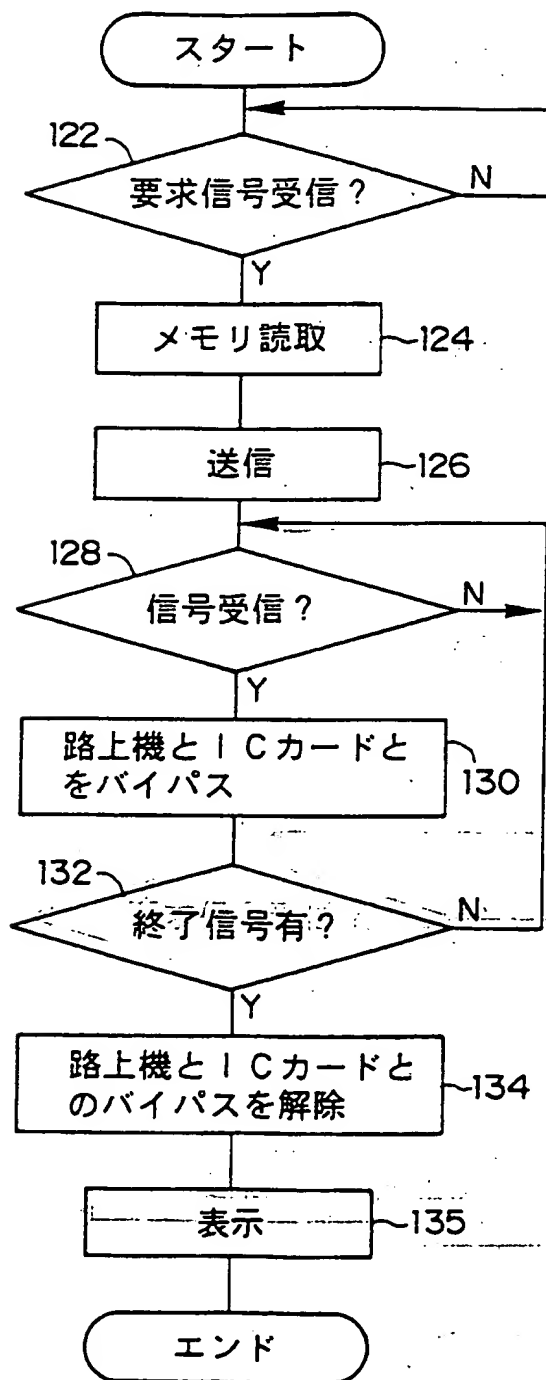 スタート
122
要求信号受信?
N
Y
メモリ読取
124
送信
126
128
信号受信?
N
Y
路上機とICカードと
をバイパス
130
132
終了信号有?
N
Y
路上機とICカードと
のバイパスを解除
134
表示
135
エンド